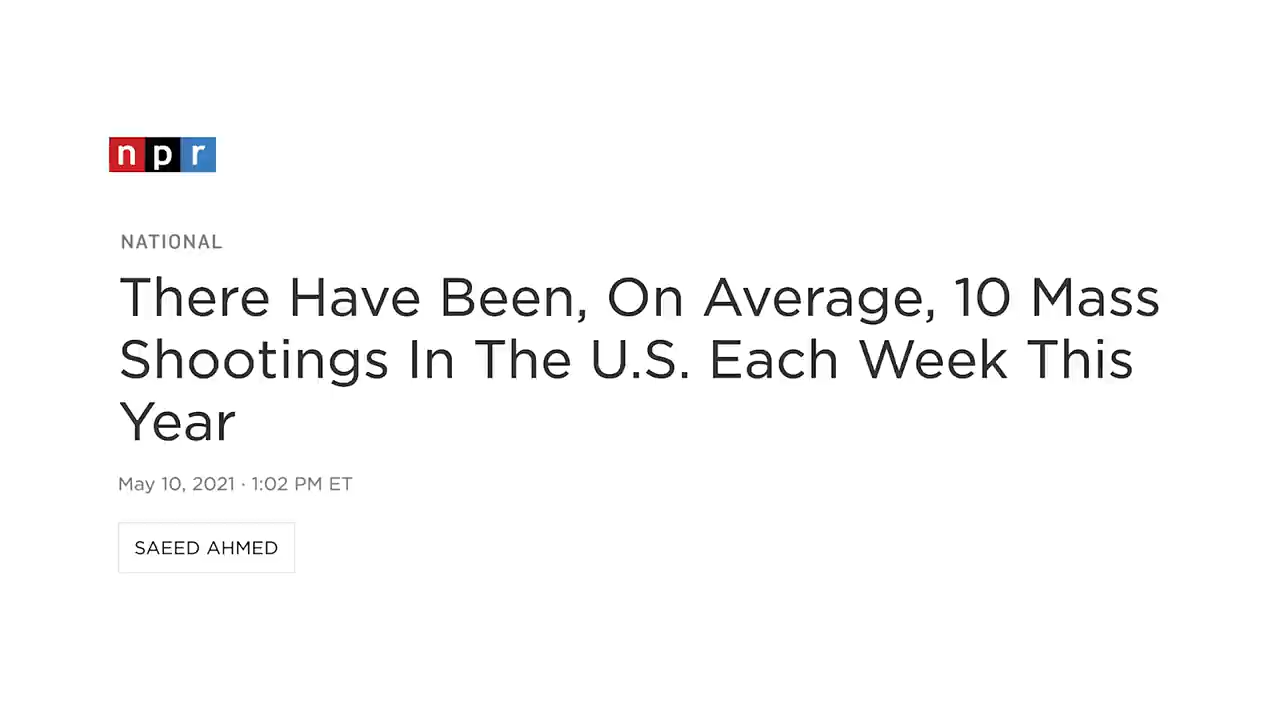 npr
NATIONAL
There Have Been, On Average, 10 Mass
Shootings In The U.S. Each Week This
Year
May 10, 2021 · 1:02 PM ET
SAEED AHMED